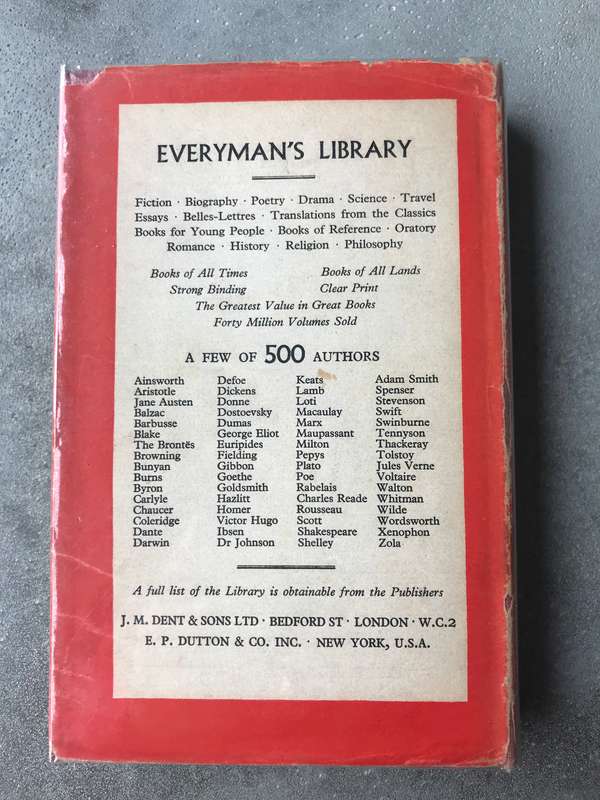 EVERYMAN'S LIBRARY
Fiction · Biography · Poetry · Drama · Science · Travel
Essays · Belles-Lettres · Translations from the Classics
Books for Young People · Books of Reference · Oratory
Romance · History · Religion · Philosophy
Books of All Times Books of All Lands
Strong Binding Clear Print
The Greatest Value in Great Books
Forty Million Volumes Sold
A FEW OF 500 AUTHORS
Ainsworth Defoe Keats Adam Smith
Aristotle Dickens Lamb Spenser
Jane Austen Donne Loti Stevenson
Balzac Dostoevsky Macaulay Swift
Barbusse Dumas Marx Swinburne
Blake George Eliot Maupassant Tennyson
The Brontës Euripides Milton Thackeray
Browning Fielding Pepys Tolstoy
Bunyan Gibbon Plato Jules Verne
Burns Goethe Poe Voltaire
Byron Goldsmith Rabelais Walton
Carlyle Hazlitt Charles Reade Whitman
Chaucer Homer Rousseau Wilde
Coleridge Victor Hugo Scott Wordsworth
Dante Ibsen Shakespeare Xenophon
Darwin Dr Johnson Shelley Zola
A full list of the Library is obtainable from the Publishers
J. M. DENT & SONS LTD · BEDFORD ST · LONDON · W.C.2
E. P. DUTTON & CO. INC. · NEW YORK, U.S.A.